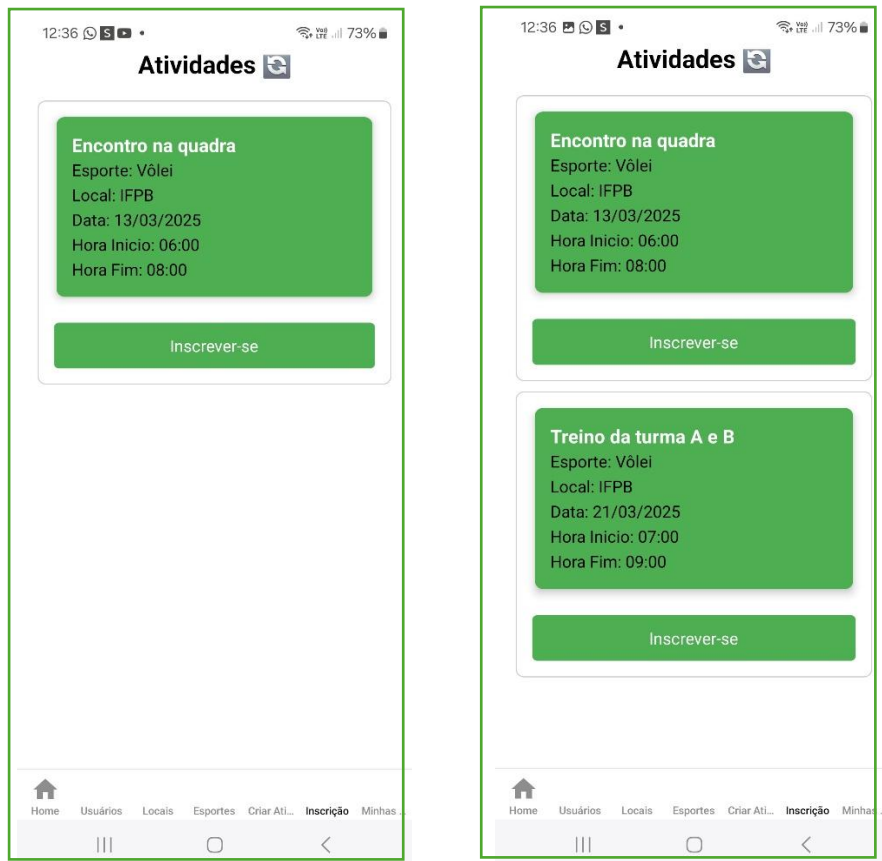 12:36 S
73%
Atividades
Encontro na quadra
Esporte: Vôlei
Local: IFPB
Data: 13/03/2025
Hora Inicio: 06:00
Hora Fim: 08:00
Inscrever-se
Home Usuários Locais Esportes Criar Ati... Inscrição Minhas ..
12:36 S
Vo)) LTE 73%
Atividades
Encontro na quadra
Esporte: Vôlei
Local: IFPB
Data: 13/03/2025
Hora Inicio: 06:00
Hora Fim: 08:00
Inscrever-se
Treino da turma A e B
Esporte: Vôlei
Local: IFPB
Data: 21/03/2025
Hora Inicio: 07:00
Hora Fim: 09:00
Inscrever-se
Home Usuários Locais Esportes Criar Ati... Inscrição Minhas .